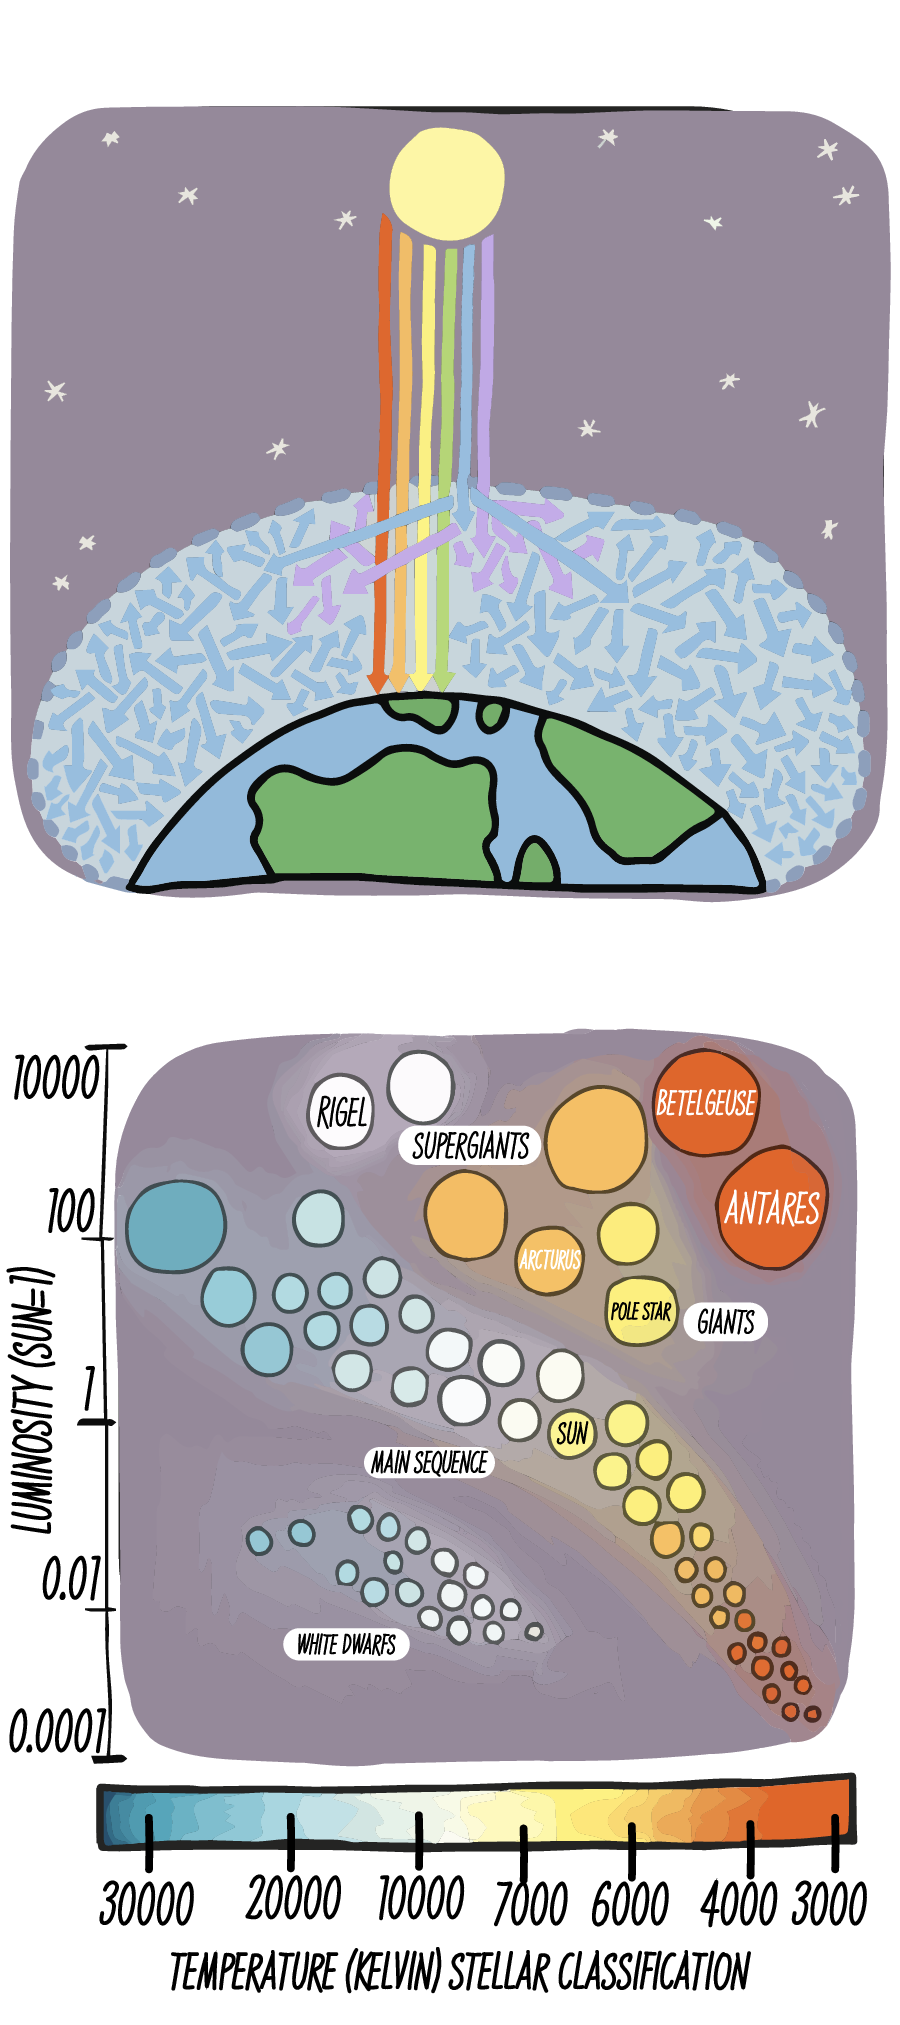 10000
100
1
0.01
0.0001
LUMINOSITY (SUN=1)
RIGEL
SUPERGIANTS
BETELGEUSE
ANTARES
ARCTURUS
POLE STAR
GIANTS
SUN
MAIN SEQUENCE
WHITE DWARFS
30000 20000 10000 7000 6000 4000 3000
TEMPERATURE (KELVIN) STELLAR CLASSIFICATION